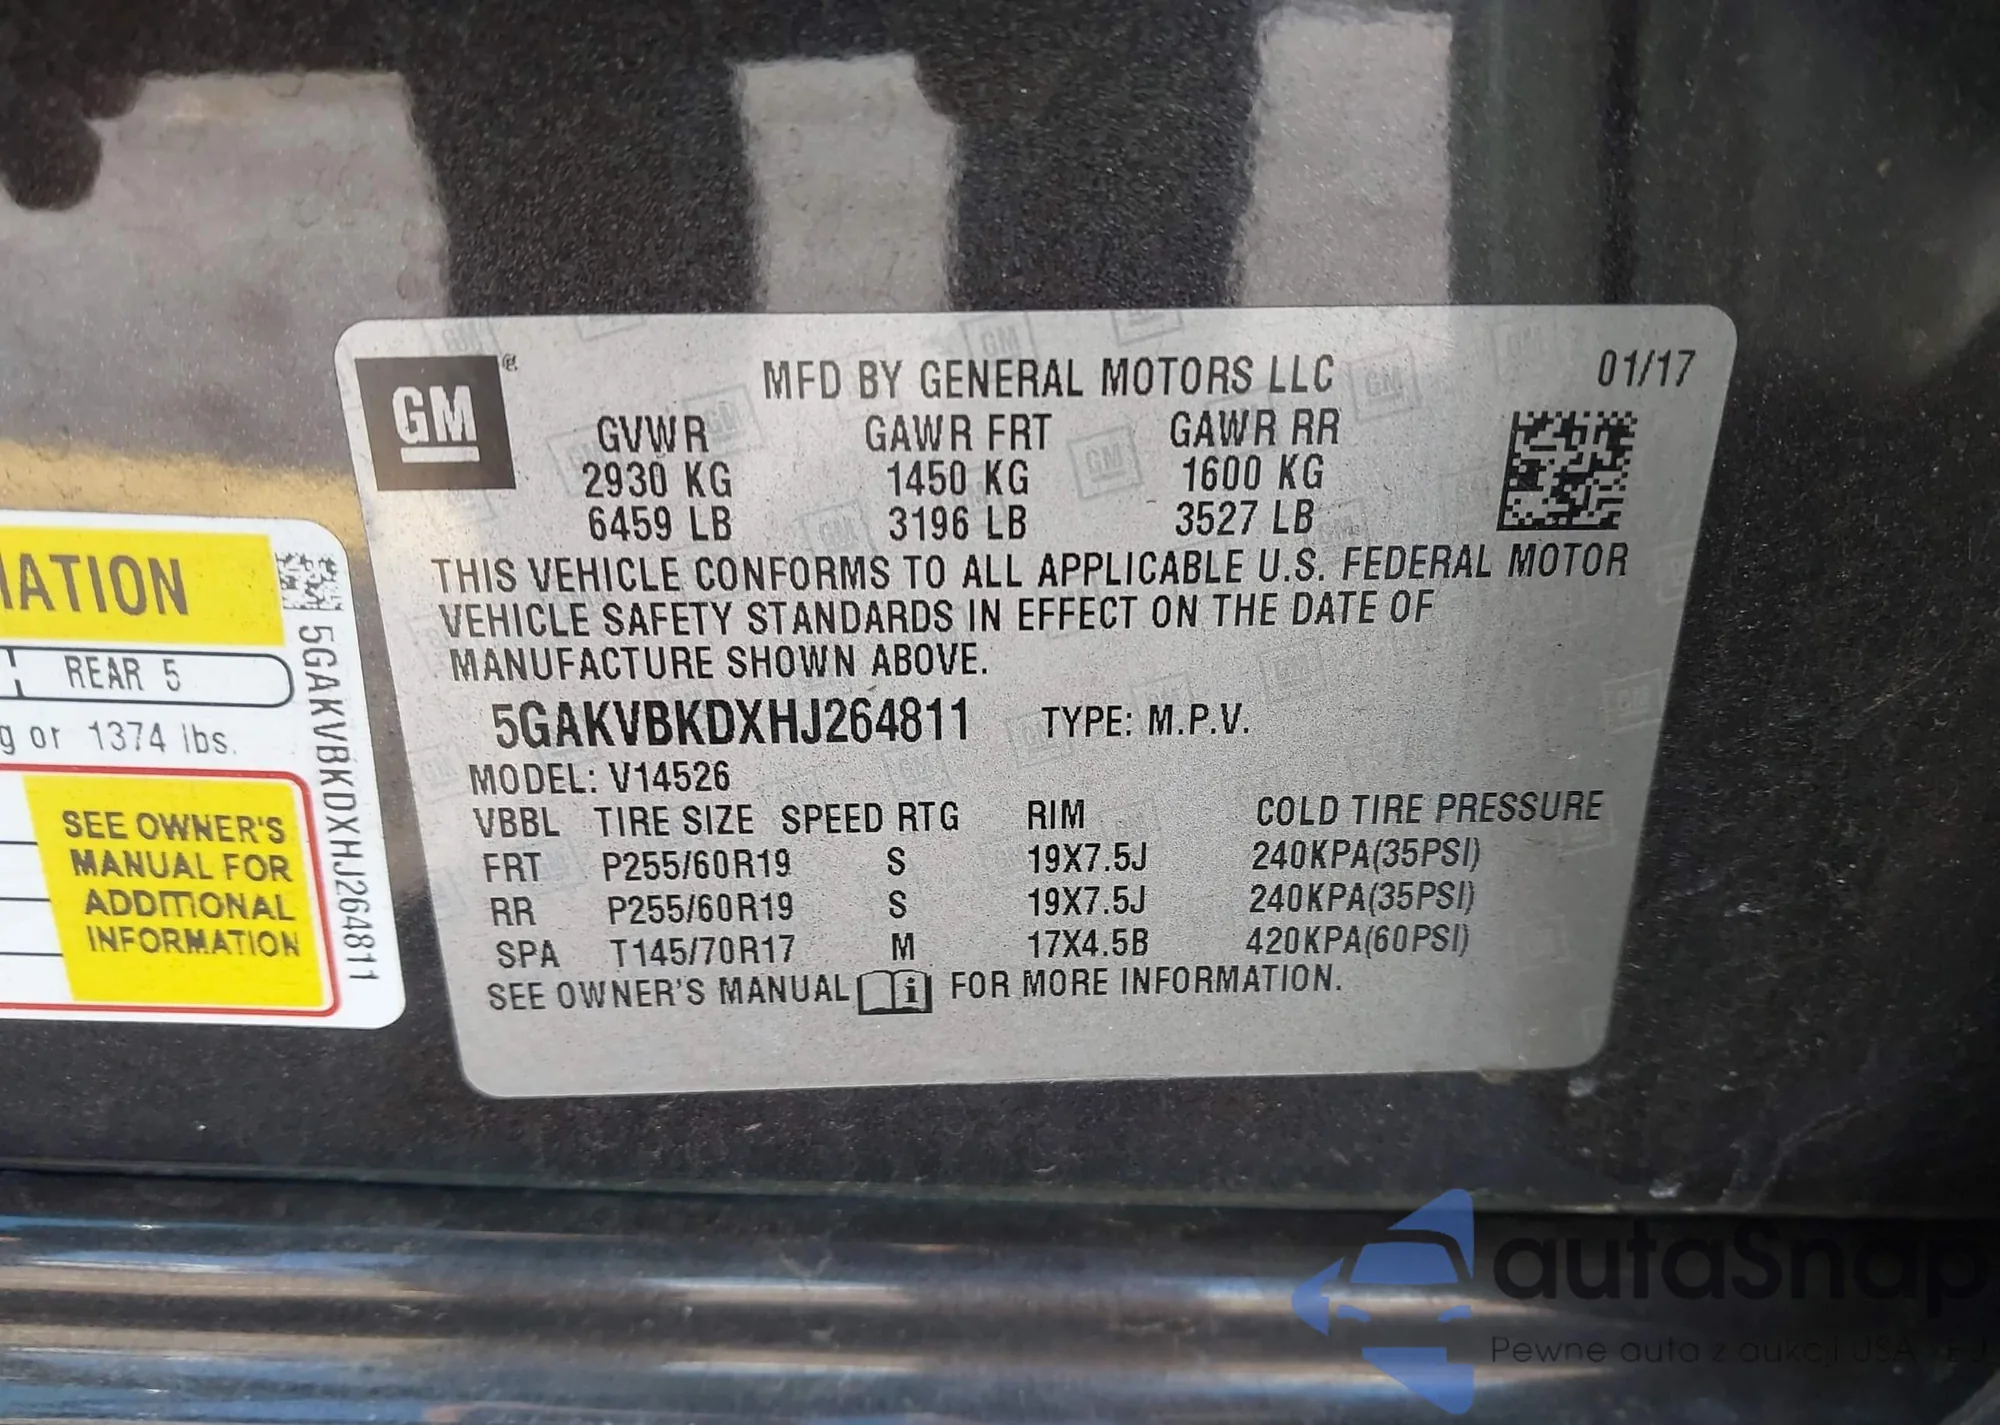 GM
®
MFD BY GENERAL MOTORS LLC 01/17
GVWR GAWR FRT GAWR RR
2930 KG 1450 KG 1600 KG
6459 LB 3196 LB 3527 LB
THIS VEHICLE CONFORMS TO ALL APPLICABLE U.S. FEDERAL MOTOR
VEHICLE SAFETY STANDARDS IN EFFECT ON THE DATE OF
MANUFACTURE SHOWN ABOVE.
5GAKVBKDXHJ264811 TYPE: M.P.V.
MODEL: V14526
VBBL TIRE SIZE SPEED RTG RIM COLD TIRE PRESSURE
FRT P255/60R19 S 19X7.5J 240KPA(35PSI)
RR P255/60R19 S 19X7.5J 240KPA(35PSI)
SPA T145/70R17 M 17X4.5B 420KPA(60PSI)
SEE OWNER'S MANUAL i FOR MORE INFORMATION.
ATION
REAR 5
g or 1374 lbs.
SEE OWNER'S
MANUAL FOR
ADDITIONAL
INFORMATION
5GAKVBKDXHJ264811
autaSnap
Pewne auta z aukcji USA